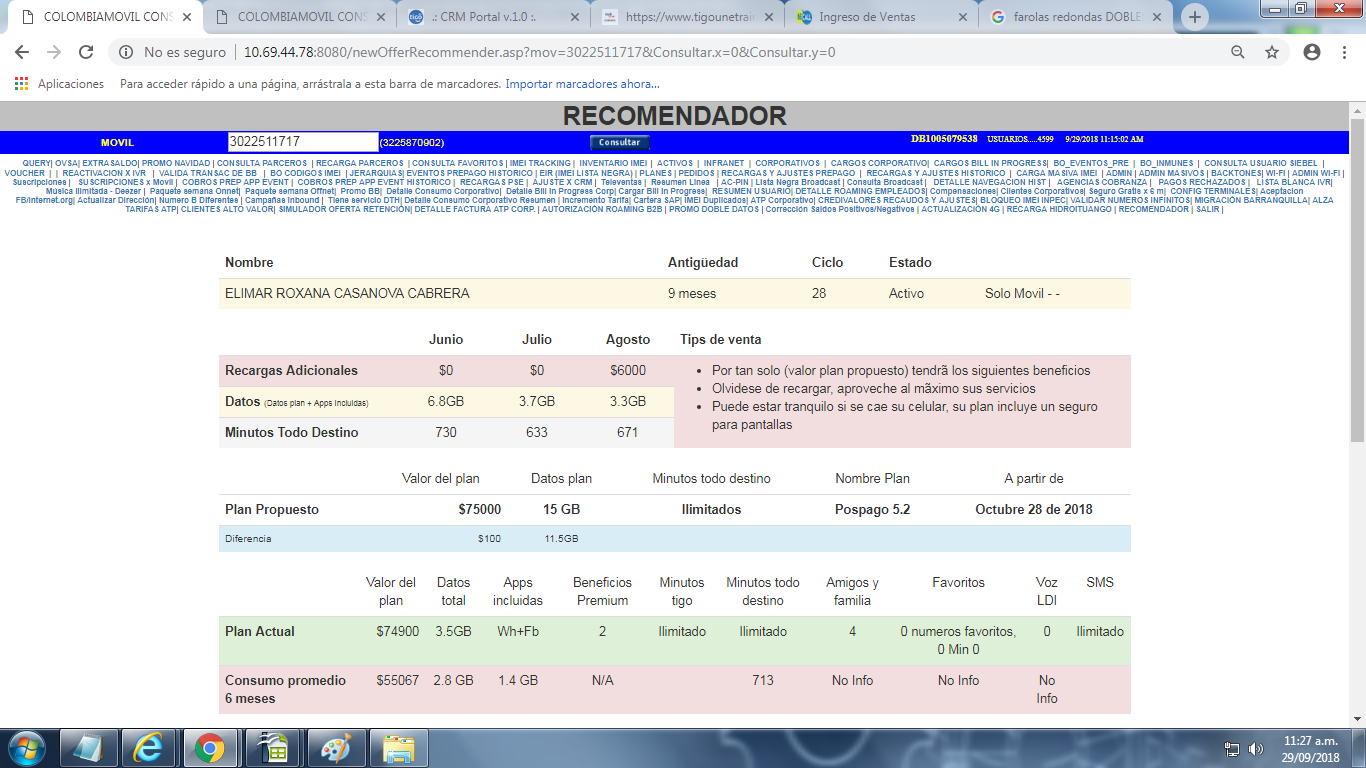 COLOMBIAMOVIL CONS
COLOMBIAMOVIL CONS
.: CRM Portal v.1.0 :.
https://www.tigounetrain
Ingreso de Ventas
farolas redondas DOBLE
No es seguro | 10.69.44.78:8080/newOfferRecommender.asp?mov=3022511717&Consultar.x=0&Consultar.y=0
Aplicaciones Para acceder rápido a una página, arrástrala a esta barra de marcadores. Importar marcadores ahora...
RECOMENDADOR
MOVIL 3022511717 (3225870902) Consultar DB1005079538 USUARIOS.....4599 9/29/2018 11:15:02 AM
QUERY| OVSA| EXTRASALDO| PROMO NAVIDAD | CONSULTA PARCEROS | RECARGA PARCEROS | CONSULTA FAVORITOS | IMEI TRACKING | INVENTARIO IMEI | ACTIVOS | INFRANET | CORPORATIVOS | CARGOS CORPORATIVO| CARGOS BILL IN PROGRESS| BO_EVENTOS_PRE | BO_INMUNES | CONSULTA USUARIO SIEBEL |
VOUCHER | | REACTIVACION X IVR | VALIDA TRANSAC DE BB | BO CODIGOS IMEI | JERARQUIAS| EVENTOS PREPAGO HISTORICO | EIR (IMEI LISTA NEGRA) | PLANES | PEDIDOS | RECARGAS Y AJUSTES PREPAGO | RECARGAS Y AJUSTES HISTORICO | CARGA MASIVA IMEI | ADMIN | ADMIN MASIVOS | BACKTONES| WI-FI | ADMIN WI-FI |
Suscripciones | SUSCRIPCIONES x Movil | COBROS PREP APP EVENT | COBROS PREP APP EVENT HISTORICO | RECARGAS PSE | AJUSTE X CRM | Televentas | Resumen Linea | AC-PIN | Lista Negra Broadcast | Consulta Broadcast | DETALLE NAVEGACION HIST | AGENCIAS COBRANZA | PAGOS RECHAZADOS | LISTA BLANCA IVR|
Musica Ilimitada - Deezer | Paquete semana Onnet| Paquete semana Offnet| Promo BB| Detalle Consumo Corporativo| Detalle Bill In Progress Corp| Cargar Bill In Progress| RESUMEN USUARIO| DETALLE ROAMING EMPLEADOS| Compensaciones| Clientes Corporativos| Seguro Gratis x 6 m| CONFIG TERMINALES| Aceptacion
FB/Internet.org| Actualizar Dirección| Numero B Diferentes | Campañas Inbound | Tiene servicio DTH| Detalle Consumo Corporativo Resumen | Incremento Tarifa| Cartera SAP| IMEI Duplicados| ATP Corporativo| CREDIVALORES RECAUDOS Y AJUSTES| BLOQUEO IMEI INPEC| VALIDAR NUMEROS INFINITOS| MIGRACIÓN BARRANQUILLA| ALZA
TARIFAS ATP| CLIENTES ALTO VALOR| SIMULADOR OFERTA RETENCIÓN| DETALLE FACTURA ATP CORP. | AUTORIZACIÓN ROAMING B2B | PROMO DOBLE DATOS | Corrección Saldos Positivos/Negativos | ACTUALIZACIÓN 4G | RECARGA HIDROITUANGO | RECOMENDADOR | SALIR |
Nombre Antigüedad Ciclo Estado
ELIMAR ROXANA CASANOVA CABRERA 9 meses 28 Activo Solo Movil - -
Junio Julio Agosto Tips de venta
Recargas Adicionales $0 $0 $6000
Datos (Datos plan + Apps Incluidas) 6.8GB 3.7GB 3.3GB
Minutos Todo Destino 730 633 671
• Por tan solo (valor plan propuesto) tendrã los siguientes beneficios
• Olvidese de recargar, aproveche al mãximo sus servicios
• Puede estar tranquilo si se cae su celular, su plan incluye un seguro
para pantallas
Valor del plan Datos plan Minutos todo destino Nombre Plan A partir de
Plan Propuesto $75000 15 GB Ilimitados Pospago 5.2 Octubre 28 de 2018
Diferencia $100 11.5GB
Valor del Datos Apps Beneficios Minutos Minutos todo Amigos y Favoritos Voz SMS
plan total incluidas Premium tigo destino familia LDI
Plan Actual $74900 3.5GB Wh+Fb 2 Ilimitado Ilimitado 4 0 numeros favoritos, 0 Ilimitado
0 Min 0
Consumo promedio $55067 2.8 GB 1.4 GB N/A 713 No Info No Info No
6 meses Info
11:27 a.m.
29/09/2018